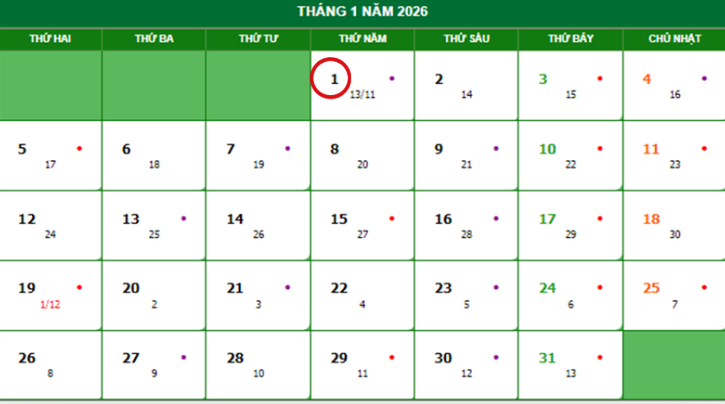 THÁNG 1 NĂM 2026
THỨ HAI THỨ BA THỨ TƯ THỨ NĂM THỨ SÁU THỨ BẢY CHỦ NHẬT
1 2 3 4
13/11 14 15 16
5 6 7 8 9 10 11
17 18 19 20 21 22 23
12 13 14 15 16 17 18
24 25 26 27 28 29 30
19 20 21 22 23 24 25
1/12 2 3 4 5 6 7
26 27 28 29 30 31
8 9 10 11 12 13